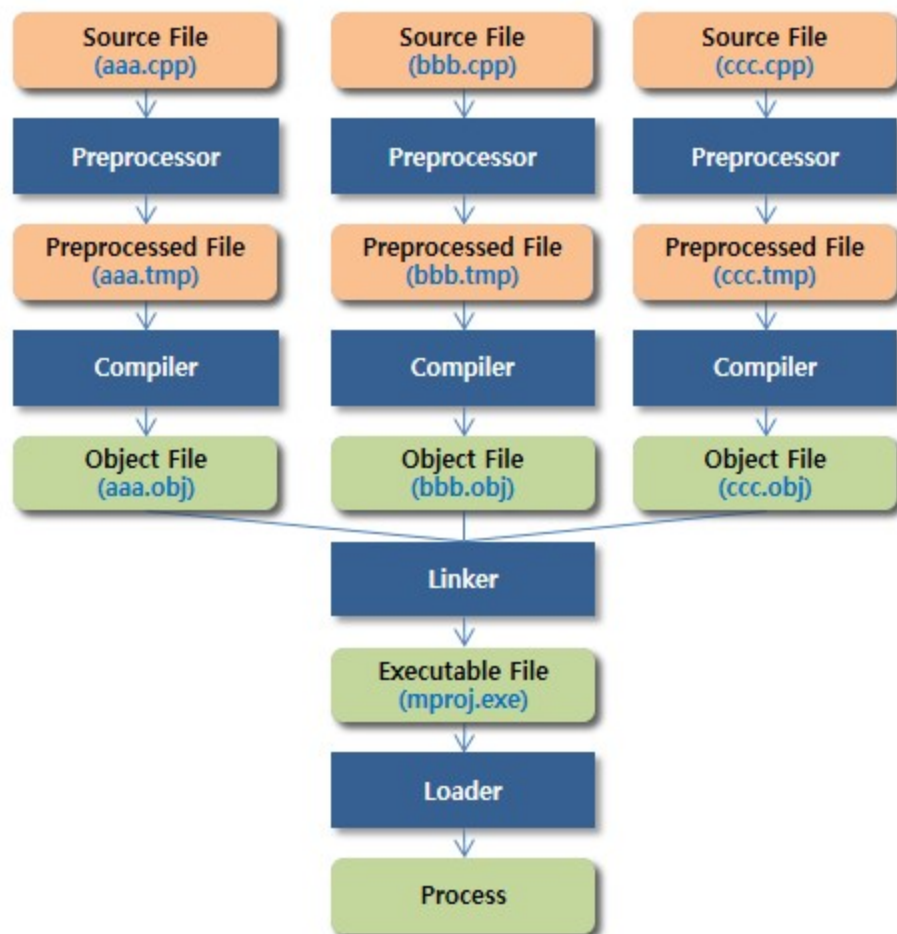 Source File
(aaa.cpp)
Source File
(bbb.cpp)
Source File
(ccc.cpp)
Preprocessor
Preprocessor
Preprocessor
Preprocessed File
(aaa.tmp)
Preprocessed File
(bbb.tmp)
Preprocessed File
(ccc.tmp)
Compiler
Compiler
Compiler
Object File
(aaa.obj)
Object File
(bbb.obj)
Object File
(ccc.obj)
Linker
Executable File
(mproj.exe)
Loader
Process